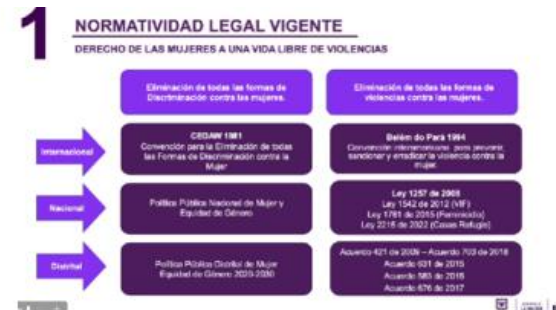 1
NORMATIVIDAD LEGAL VIGENTE
DERECHO DE LAS MUJERES A UNA VIDA LIBRE DE VIOLENCIAS
Eliminación de todas las formas de
Discriminación contra las mujeres.
Eliminación de todas las formas de
violencias contra las mujeres.
Internacional
CEDAW 1981
Convención para la Eliminación de todas
las Formas de Discriminación contra la
Mujer
Belém do Pará 1994
Convención interamericana para prevenir,
sancionar y erradicar la violencia contra la
mujer.
Nacional
Política Pública Nacional de Mujer y
Equidad de Género
Ley 1257 de 2008
Ley 1542 de 2012 (VIF)
Ley 1761 de 2015 (Feminicidio)
Ley 2215 de 2022 (Casas Refugio)
Distrital
Política Pública Distrital de Mujer
Equidad de Género 2020-2030
Acuerdo 421 de 2009 – Acuerdo 703 de 2018
Acuerdo 631 de 2015
Acuerdo 583 de 2015
Acuerdo 676 de 2017